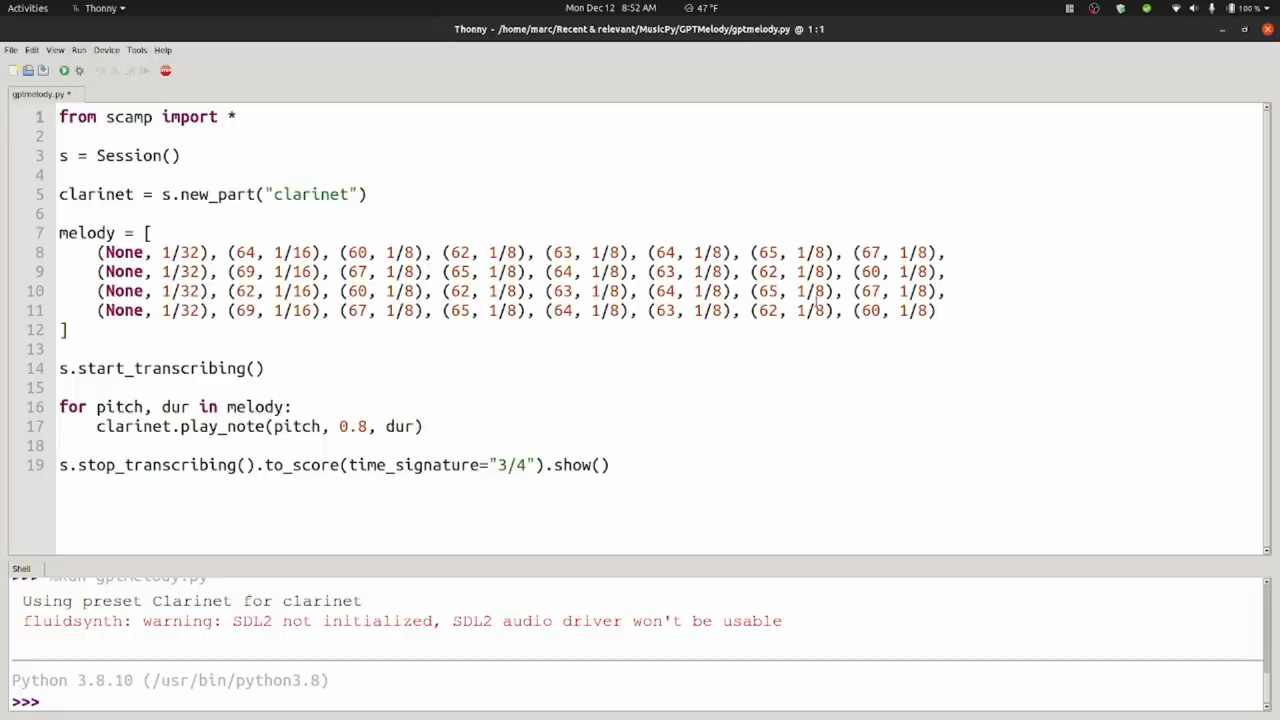 Activities Thonny Mon Dec 12 8:52 AM 47 °F 100 %
Thonny - /home/marc/Recent & relevant/MusicPy/GPTMelody/gptmelody.py @ 1 : 1
File Edit View Run Device Tools Help
STOP
gptmelody.py *
1 from scamp import *
2
3 s = Session()
4
5 clarinet = s.new_part("clarinet")
6
7 melody = [
8 (None, 1/32), (64, 1/16), (60, 1/8), (62, 1/8), (63, 1/8), (64, 1/8), (65, 1/8), (67, 1/8),
9 (None, 1/32), (69, 1/16), (67, 1/8), (65, 1/8), (64, 1/8), (63, 1/8), (62, 1/8), (60, 1/8),
10 (None, 1/32), (62, 1/16), (60, 1/8), (62, 1/8), (63, 1/8), (64, 1/8), (65, 1/8), (67, 1/8),
11 (None, 1/32), (69, 1/16), (67, 1/8), (65, 1/8), (64, 1/8), (63, 1/8), (62, 1/8), (60, 1/8)
12 ]
13
14 s.start_transcribing()
15
16 for pitch, dur in melody:
17 clarinet.play_note(pitch, 0.8, dur)
18
19 s.stop_transcribing().to_score(time_signature="3/4").show()
Shell
>>> %Run gptmelody.py
Using preset Clarinet for clarinet
fluidsynth: warning: SDL2 not initialized, SDL2 audio driver won't be usable
Python 3.8.10 (/usr/bin/python3.8)
>>>